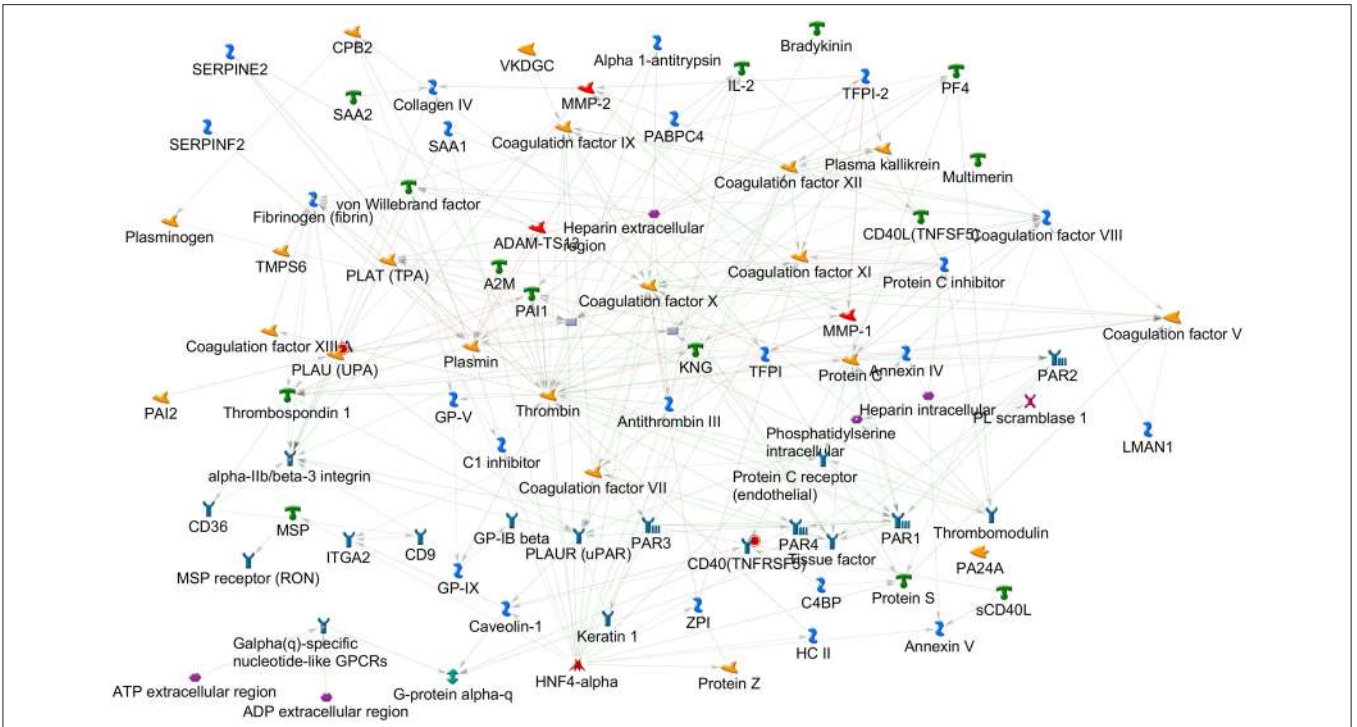 CPB2
Bradykinin
SERPINE2
VKDGC
Alpha 1-antitrypsin
IL-2
TFPI-2
PF4
SAA2
Collagen IV
MMP-2
SERPINF2
SAA1
Coagulation factor IX
PABPC4
Plasma kallikrein
Coagulation factor XII
Multimerin
von Willebrand factor
Fibrinogen (fibrin)
Plasminogen
Heparin extracellular
region
CD40L(TNFSF5)
Coagulation factor VIII
ADAM-TS13
TMPS6
PLAT (TPA)
A2M
Coagulation factor XI
Protein C inhibitor
PAI1
Coagulation factor X
MMP-1
Coagulation factor V
Coagulation factor XIII A
PLAU (UPA)
Plasmin
KNG
TFPI
Protein C
Annexin IV
PAR2
PAI2
Thrombospondin 1
GP-V
Thrombin
Antithrombin III
Heparin intracellular
PL scramblase 1
Phosphatidylserine
intracellular
LMAN1
C1 inhibitor
alpha-IIb/beta-3 integrin
Coagulation factor VII
Protein C receptor
(endothelial)
CD36
MSP
ITGA2
CD9
GP-IB beta
PLAUR (uPAR)
PAR3
PAR4
PAR1
Thrombomodulin
CD40(TNFRSF5)
Tissue factor
PA24A
MSP receptor (RON)
GP-IX
C4BP
Protein S
sCD40L
Caveolin-1
Keratin 1
ZPI
HC II
Annexin V
Galpha(q)-specific
nucleotide-like GPCRs
ATP extracellular region
ADP extracellular region
G-protein alpha-q
HNF4-alpha
Protein Z